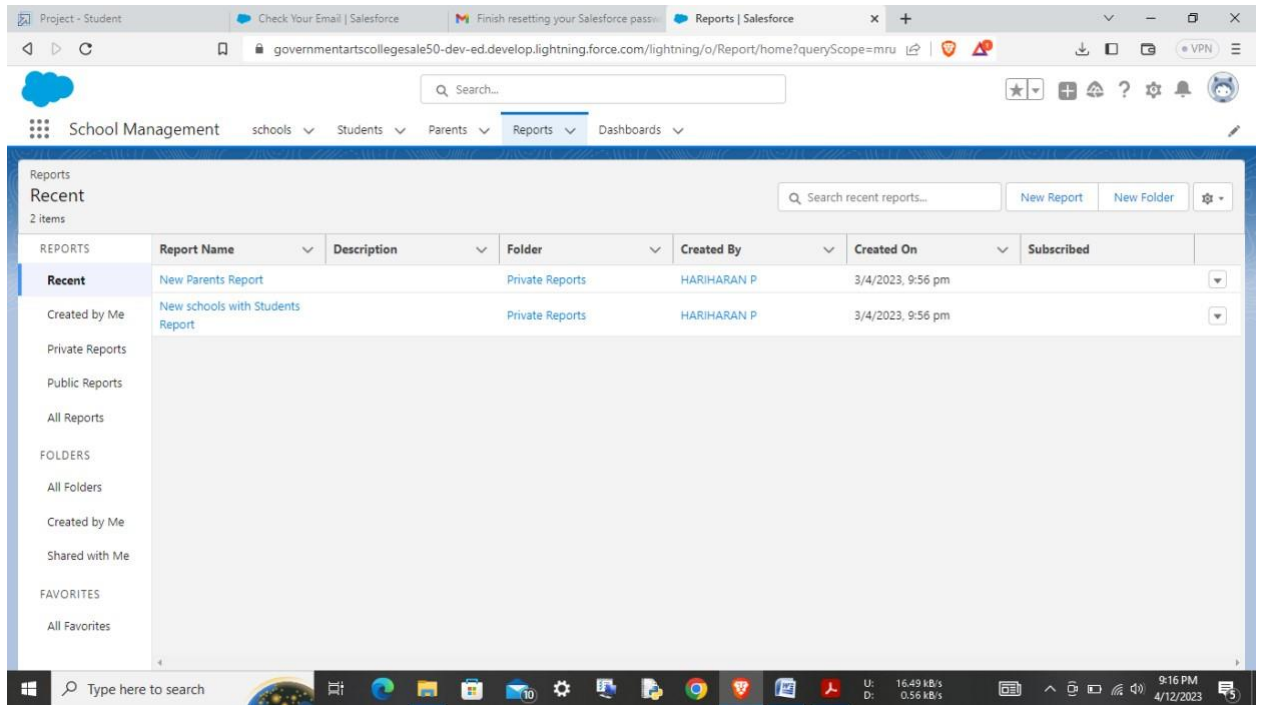 Project - Student
Check Your Email | Salesforce
Finish resetting your Salesforce passw
Reports | Salesforce
governmentartscollegesale50-dev-ed.develop.lightning.force.com/lightning/o/Report/home?queryScope=mru
VPN
Search...
School Management schools Students Parents Reports Dashboards
Reports
Recent
2 items
Search recent reports...
New Report New Folder
REPORTS
Report Name Description Folder Created By Created On Subscribed
Recent
New Parents Report Private Reports HARIHARAN P 3/4/2023, 9:56 pm
Created by Me
New schools with Students
Report
Private Reports HARIHARAN P 3/4/2023, 9:56 pm
Private Reports
Public Reports
All Reports
FOLDERS
All Folders
Created by Me
Shared with Me
FAVORITES
All Favorites
Type here to search
10
U: 16.49 kB/s
D: 0.56 kB/s
9:16 PM
4/12/2023
5